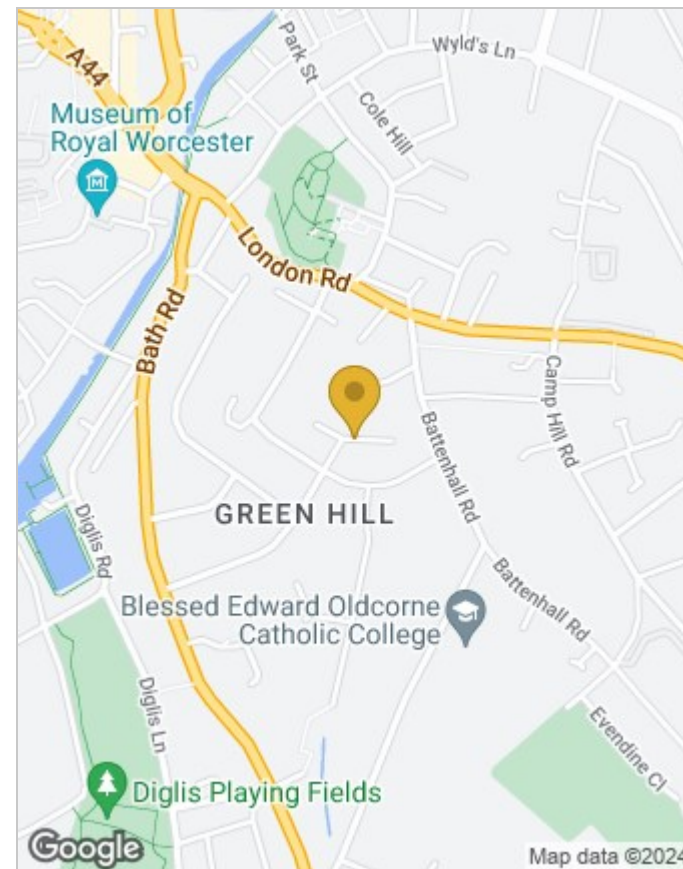 A44
Park St
Wyld's Ln
Cole Hill
Museum of
Royal Worcester
M
London Rd
Bath Rd
Camp Hill Rd
Battenhall Rd
GREEN HILL
Diglis Rd
Blessed Edward Oldcorne
Catholic College
Battenhall Rd
Diglis Ln
Evendine Cl
Diglis Playing Fields
Google
Map data ©2024